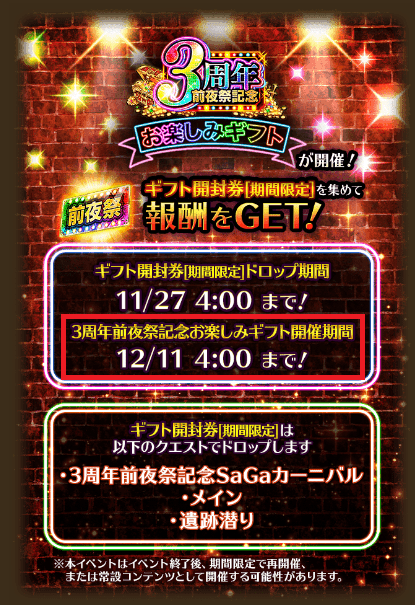 3周年
前夜祭記念
お楽しみギフト
が開催!
前夜祭
ギフト開封券[期間限定]を集めて
報酬をGET!
ギフト開封券[期間限定]ドロップ期間
11/27 4:00 まで!
3周年前夜祭記念お楽しみギフト開催期間
12/11 4:00 まで!
ギフト開封券[期間限定]は
以下のクエストでドロップします
・3周年前夜祭記念SaGaカーニバル
・メイン
・遺跡潜り
※本イベントはイベント終了後、期間限定で再開催、
または常設コンテンツとして開催する可能性があります。